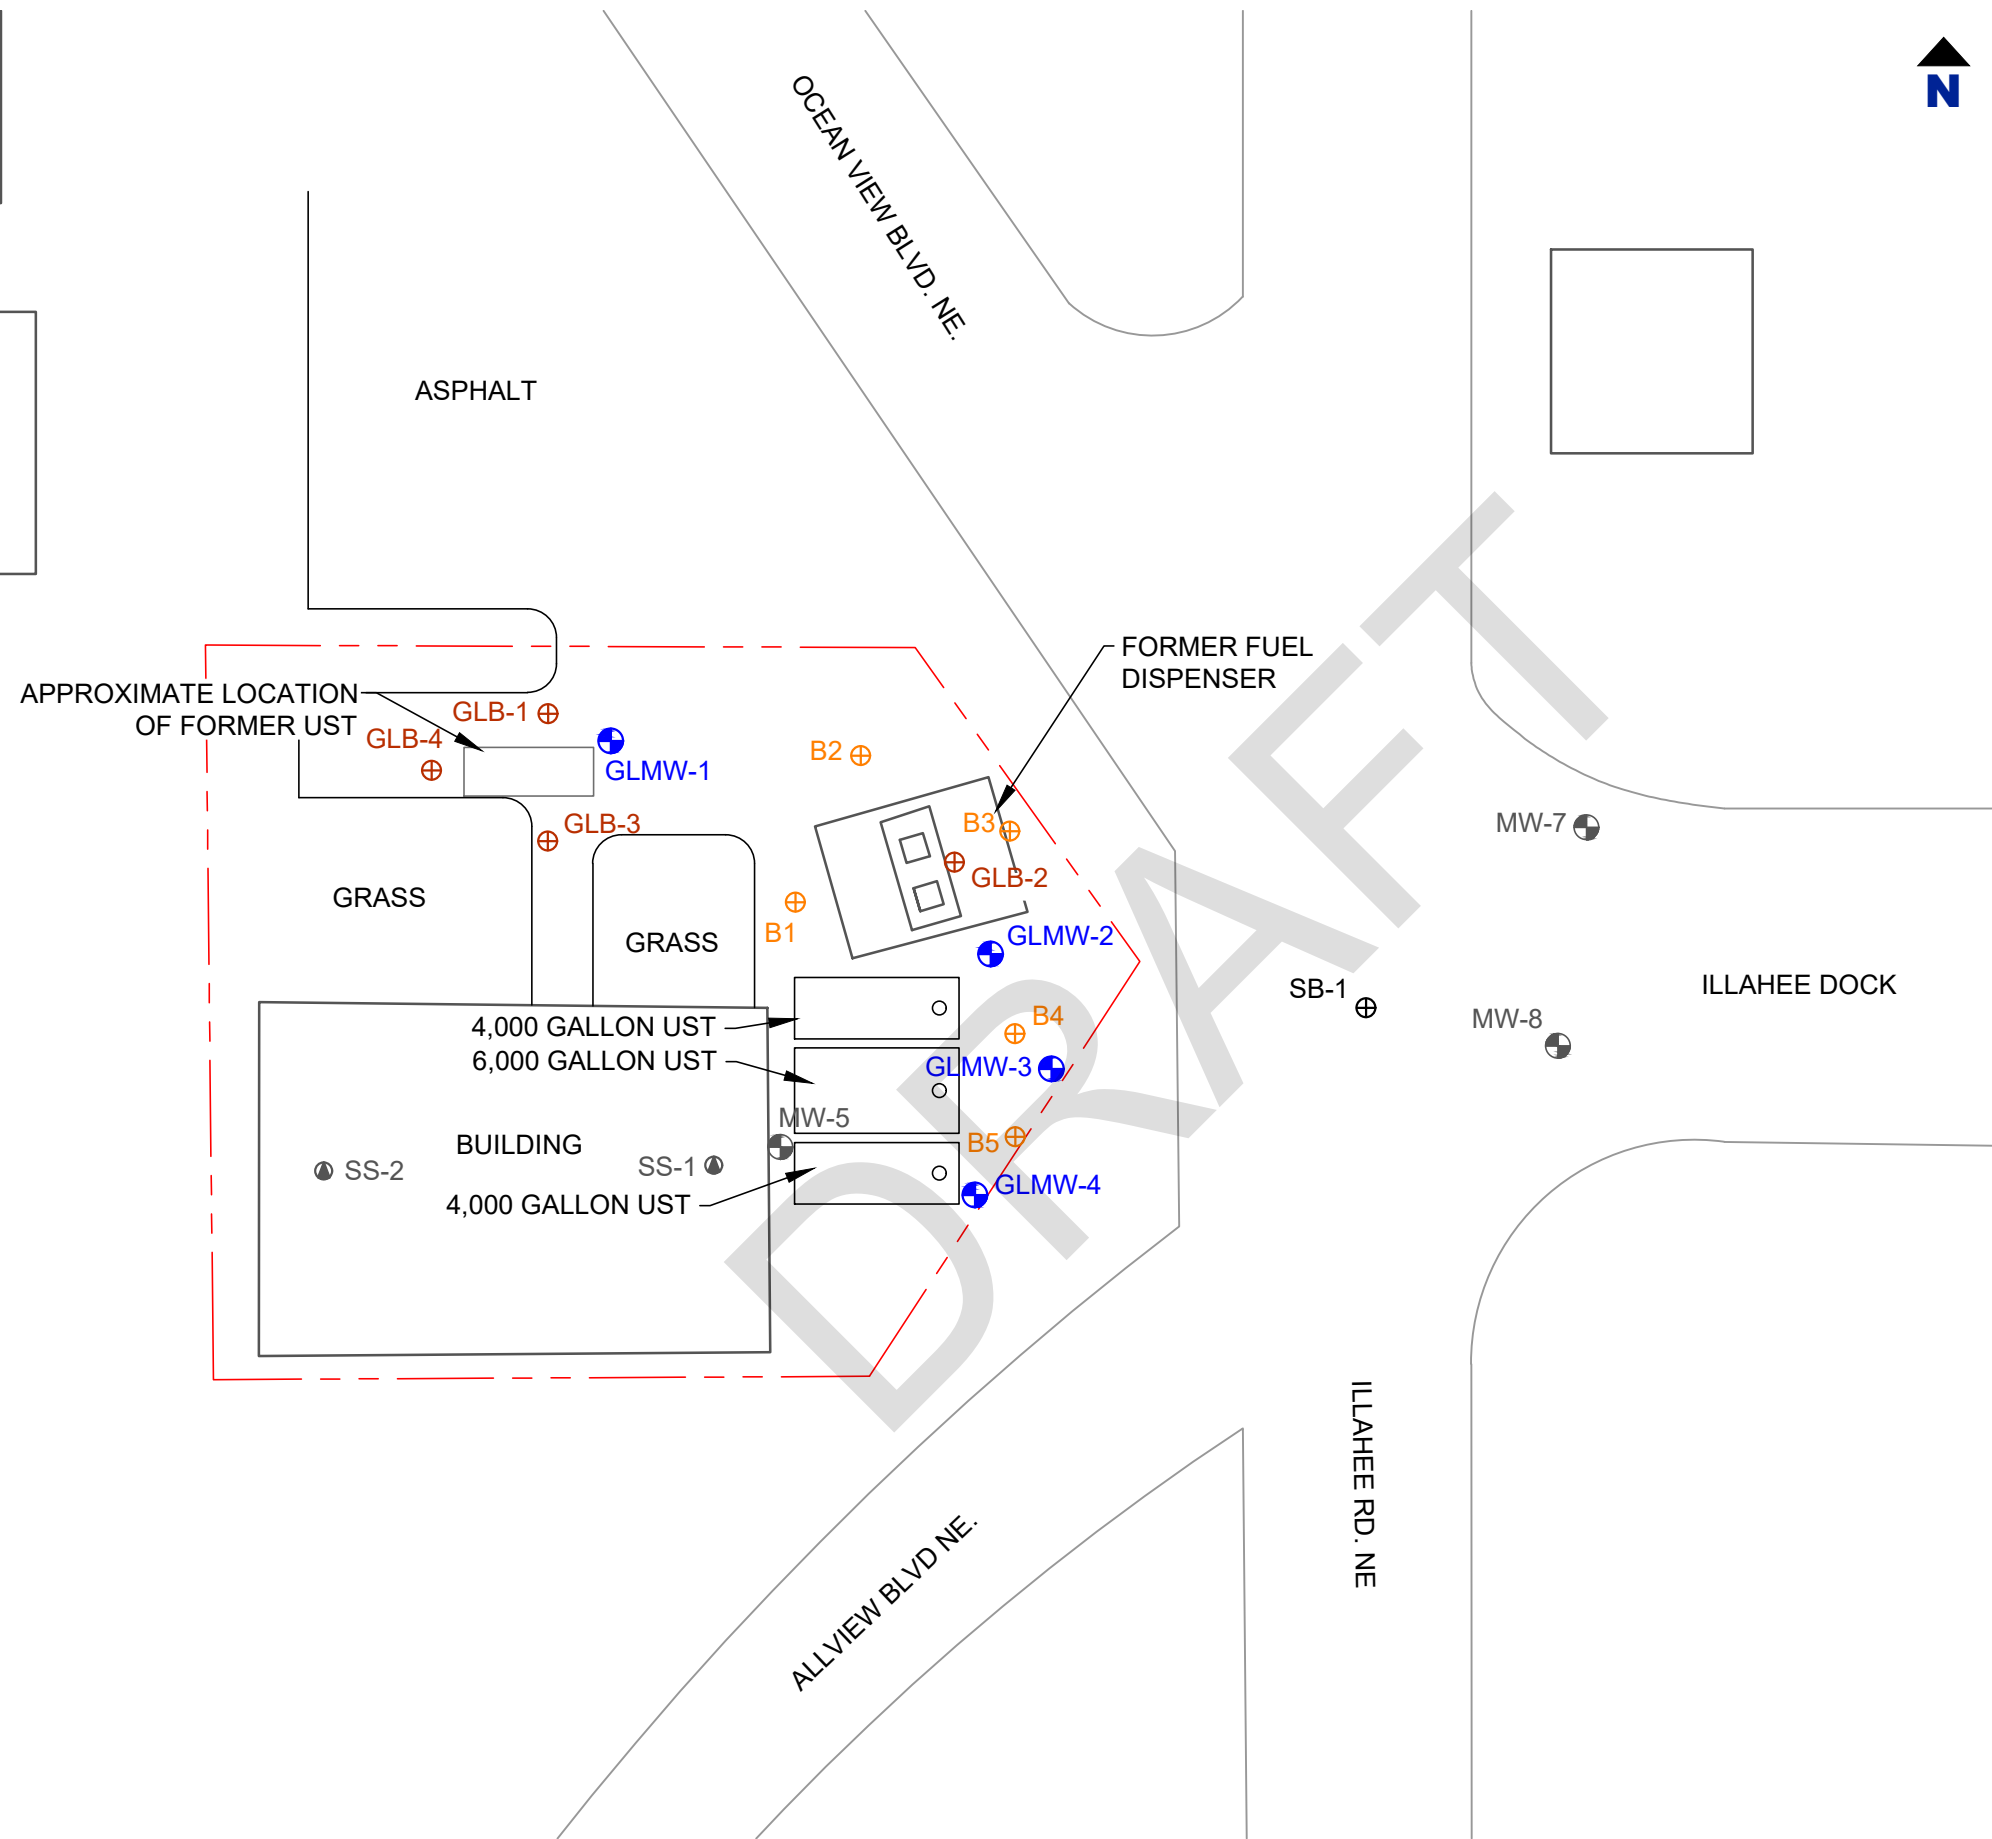 N
OCEAN VIEW BLVD. NE.
ASPHALT
FORMER FUEL
DISPENSER
APPROXIMATE LOCATION
OF FORMER UST
GLB-1
GLB-4
GLMW-1
B2
GLB-3
B3
MW-7
GLB-2
GRASS
B1
GRASS
GLMW-2
SB-1
ILLAHEE DOCK
B4
MW-8
4,000 GALLON UST
6,000 GALLON UST
GLMW-3
MW-5
BUILDING
B5
SS-2
SS-1
GLMW-4
4,000 GALLON UST
DRAFT
ILLAHEE RD. NE
ALLVIEW BLVD NE.